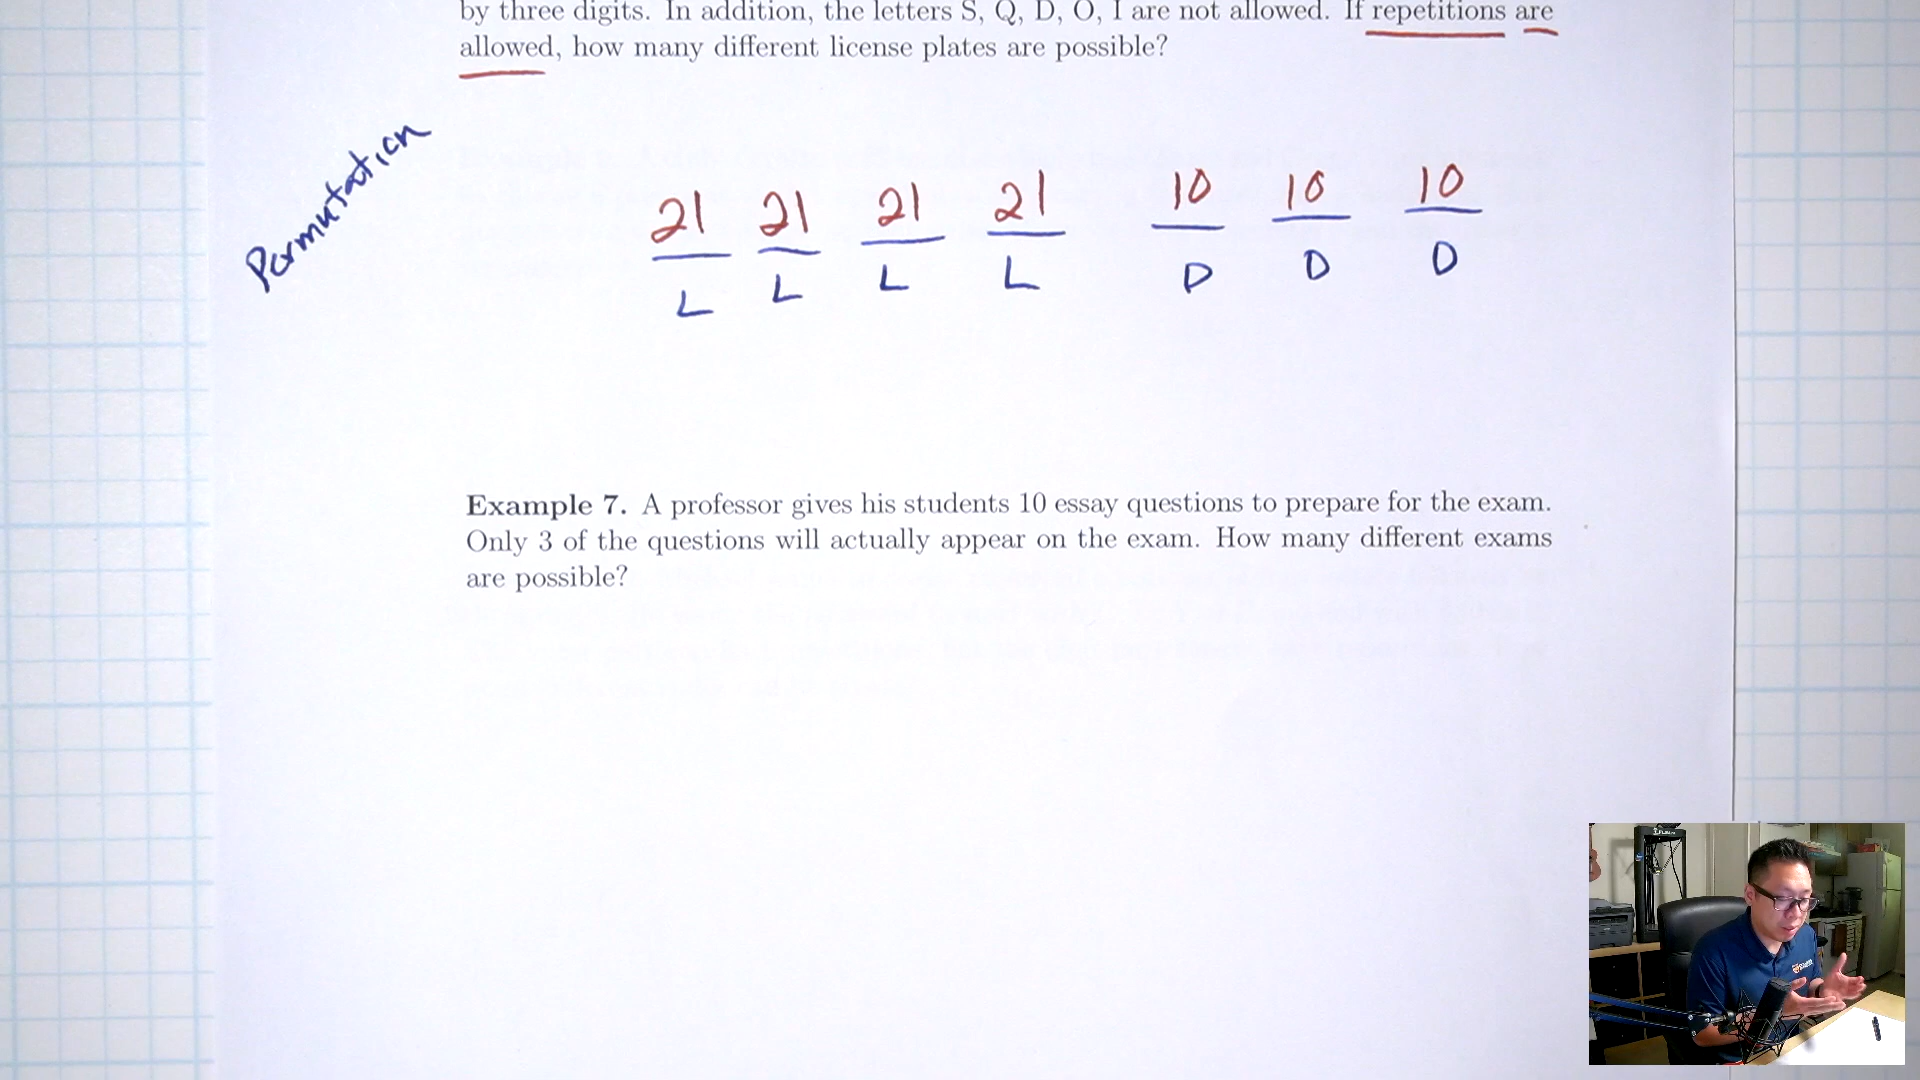 by three digits. In addition, the letters S, Q, D, O, I are not allowed. If repetitions are
allowed, how many different license plates are possible?
Permutation
21 21 21 21 10 10 10
L L L L D D D
Example 7. A professor gives his students 10 essay questions to prepare for the exam.
Only 3 of the questions will actually appear on the exam. How many different exams
are possible?